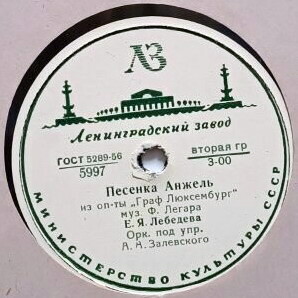 ЛЗ
Ленинградский завод
ГОСТ 5289-56
5997
вторая гр
3-00
Песенка Анжель
из оп-ты „Граф Люксембург"
муз. Ф. Легара
Е. Я. Лебедева
Орк. под упр.
А. А. Залевского
МИНИСТЕРСТВО КУЛЬТУРЫ СССР